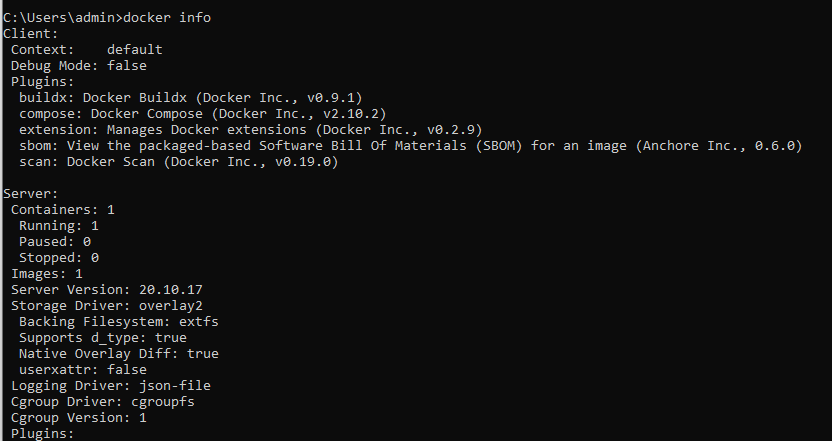 C:\Users\admin>docker info
Client:
 Context:    default
 Debug Mode: false
 Plugins:
  buildx: Docker Buildx (Docker Inc., v0.9.1)
  compose: Docker Compose (Docker Inc., v2.10.2)
  extension: Manages Docker extensions (Docker Inc., v0.2.9)
  sbom: View the packaged-based Software Bill Of Materials (SBOM) for an image (Anchore Inc., 0.6.0)
  scan: Docker Scan (Docker Inc., v0.19.0)

Server:
 Containers: 1
  Running: 1
  Paused: 0
  Stopped: 0
 Images: 1
 Server Version: 20.10.17
 Storage Driver: overlay2
  Backing Filesystem: extfs
  Supports d_type: true
  Native Overlay Diff: true
  userxattr: false
 Logging Driver: json-file
 Cgroup Driver: cgroupfs
 Cgroup Version: 1
 Plugins: